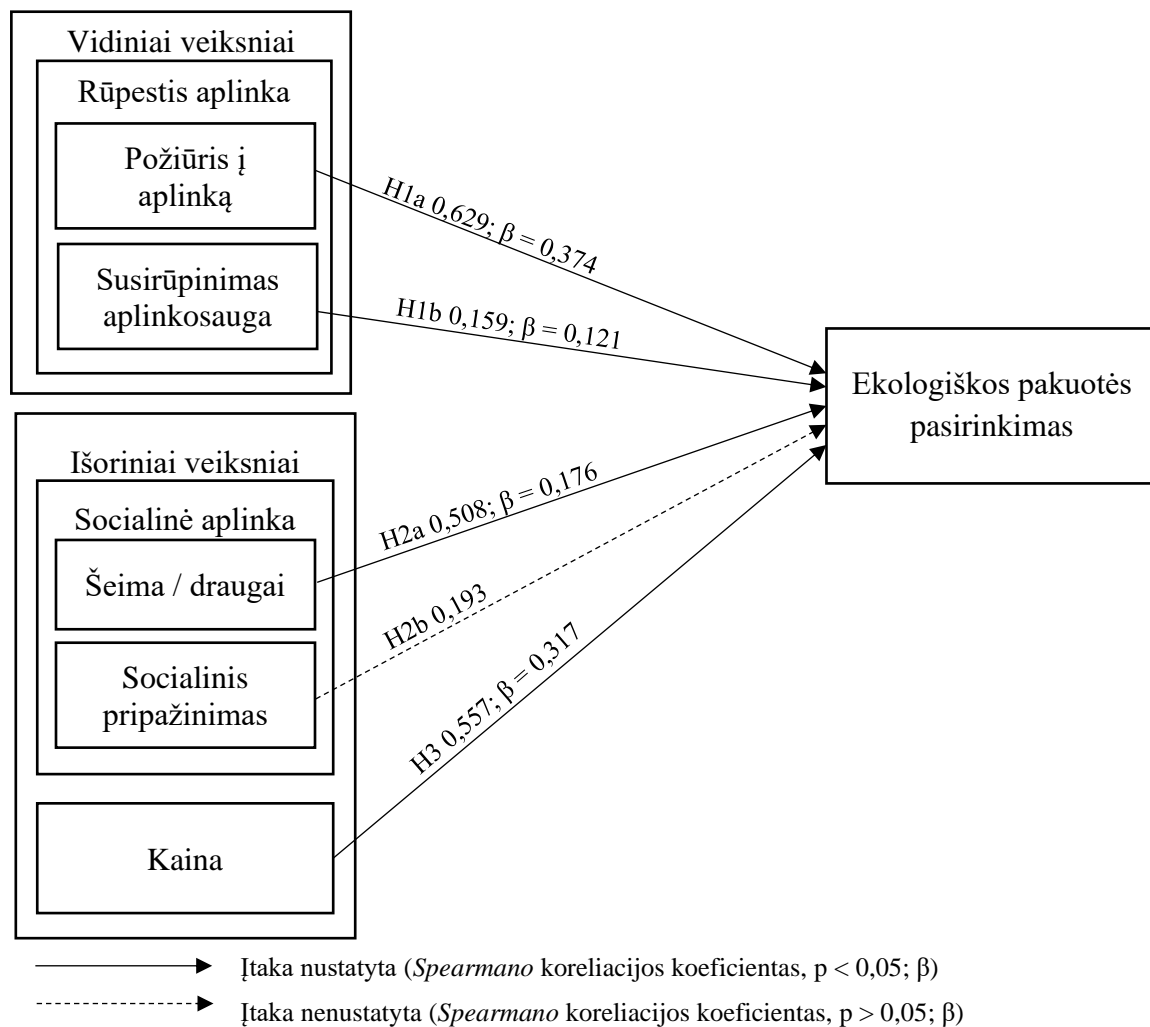 Vidiniai veiksniai
Rūpestis aplinka
Požiūris į
aplinką
Susirūpinimas
aplinkosauga
H1a 0,629; β = 0,374
H1b 0,159; β = 0,121
Ekologiškos pakuotės
pasirinkimas
Išoriniai veiksniai
Socialinė aplinka
Šeima / draugai
Socialinis
pripažinimas
Kaina
H2a 0,508; β = 0,176
H2b 0,193
H3 0,557; β = 0,317
Įtaka nustatyta (Spearmano koreliacijos koeficientas, p < 0,05; β)
Įtaka nenustatyta (Spearmano koreliacijos koeficientas, p > 0,05; β)